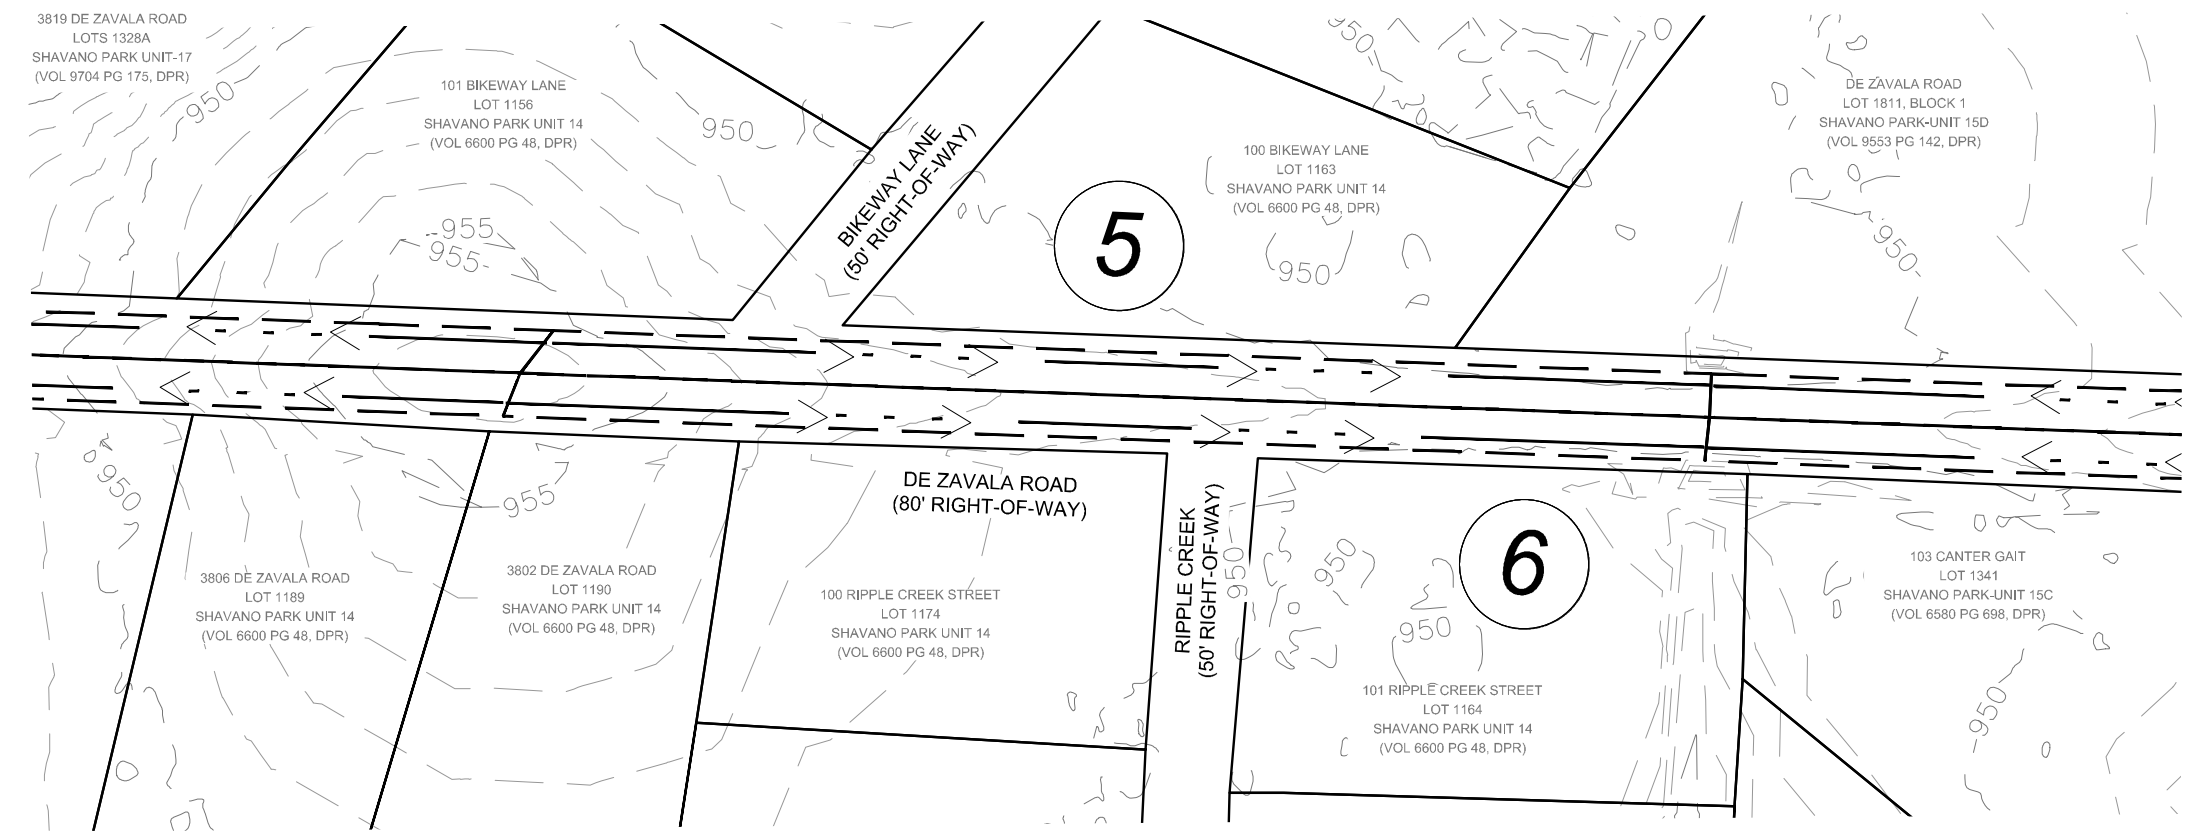 3819 DE ZAVALA ROAD
LOTS 1328A
SHAVANO PARK UNIT-17
(VOL 9704 PG 175, DPR)
950
101 BIKEWAY LANE
LOT 1156
SHAVANO PARK UNIT 14
(VOL 6600 PG 48, DPR)
950
955
955
BIKEWAY LANE
(50' RIGHT-OF-WAY)
5
950
100 BIKEWAY LANE
LOT 1163
SHAVANO PARK UNIT 14
(VOL 6600 PG 48, DPR)
950
DE ZAVALA ROAD
LOT 1811, BLOCK 1
SHAVANO PARK-UNIT 15D
(VOL 9553 PG 142, DPR)
950
950
955
DE ZAVALA ROAD
(80' RIGHT-OF-WAY)
3806 DE ZAVALA ROAD
LOT 1189
SHAVANO PARK UNIT 14
(VOL 6600 PG 48, DPR)
3802 DE ZAVALA ROAD
LOT 1190
SHAVANO PARK UNIT 14
(VOL 6600 PG 48, DPR)
100 RIPPLE CREEK STREET
LOT 1174
SHAVANO PARK UNIT 14
(VOL 6600 PG 48, DPR)
RIPPLE CREEK
(50' RIGHT-OF-WAY)
950
950
950
6
101 RIPPLE CREEK STREET
LOT 1164
SHAVANO PARK UNIT 14
(VOL 6600 PG 48, DPR)
103 CANTER GAIT
LOT 1341
SHAVANO PARK-UNIT 15C
(VOL 6580 PG 698, DPR)
950